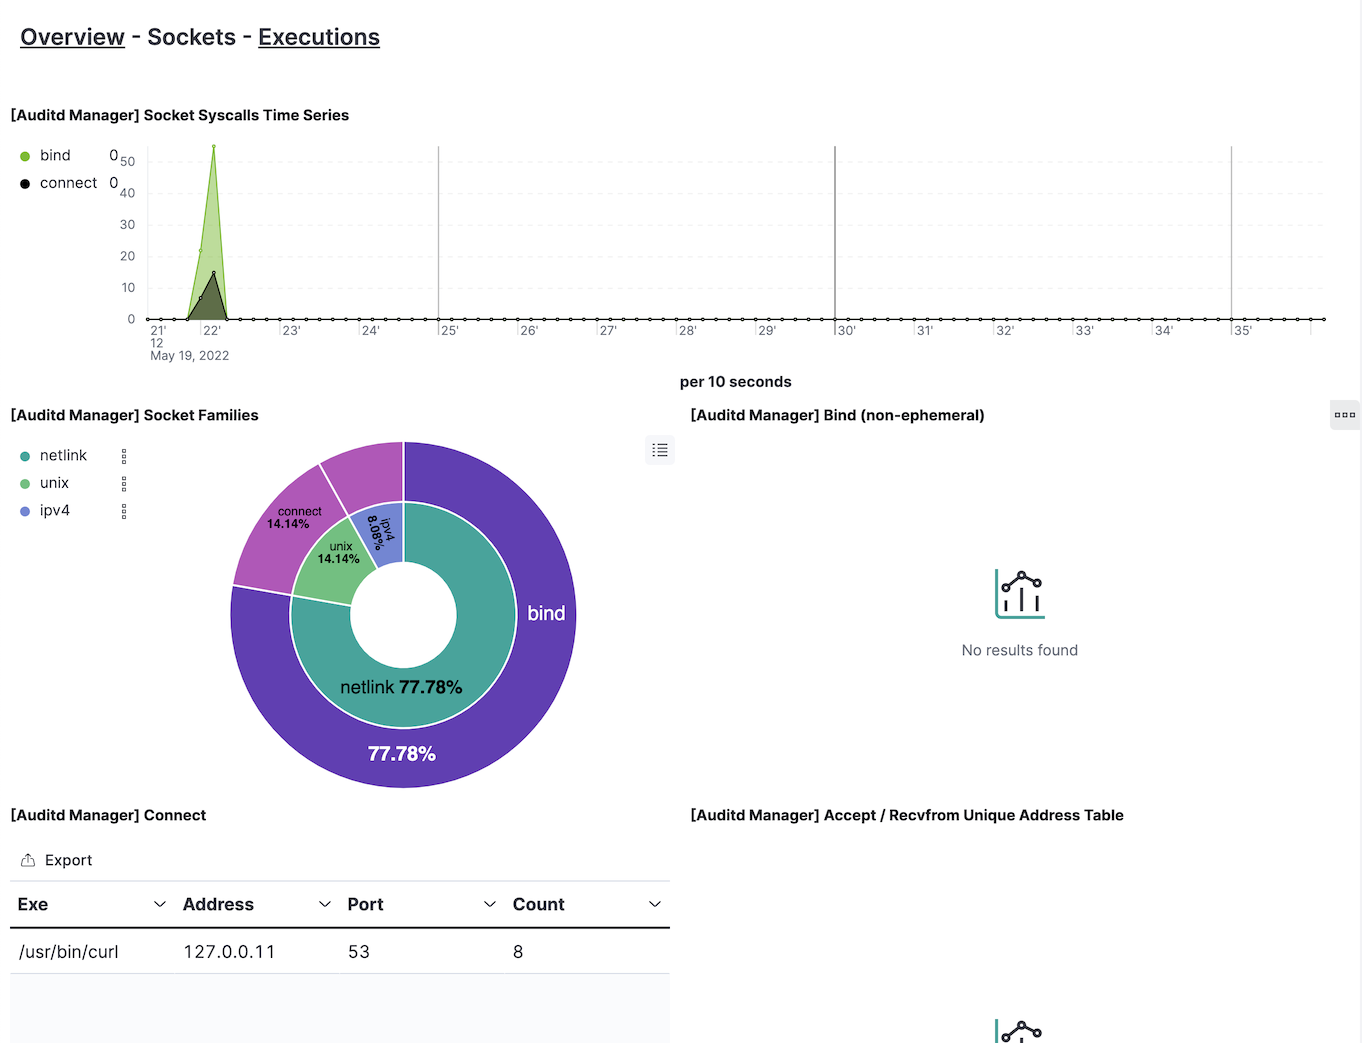 Overview - Sockets - Executions
[Auditd Manager] Socket Syscalls Time Series
bind 0
connect 0
50
40
30
20
10
0
21' 22' 23' 24' 25' 26' 27' 28' 29' 30' 31' 32' 33' 34' 35'
12
May 19, 2022
per 10 seconds
[Auditd Manager] Socket Families
netlink
unix
ipv4
connect
14.14%
ipv4
8.08%
unix
14.14%
bind
netlink 77.78%
77.78%
[Auditd Manager] Bind (non-ephemeral)
No results found
[Auditd Manager] Connect
Export
Exe Address Port Count
/usr/bin/curl 127.0.0.11 53 8
[Auditd Manager] Accept / Recvfrom Unique Address Table